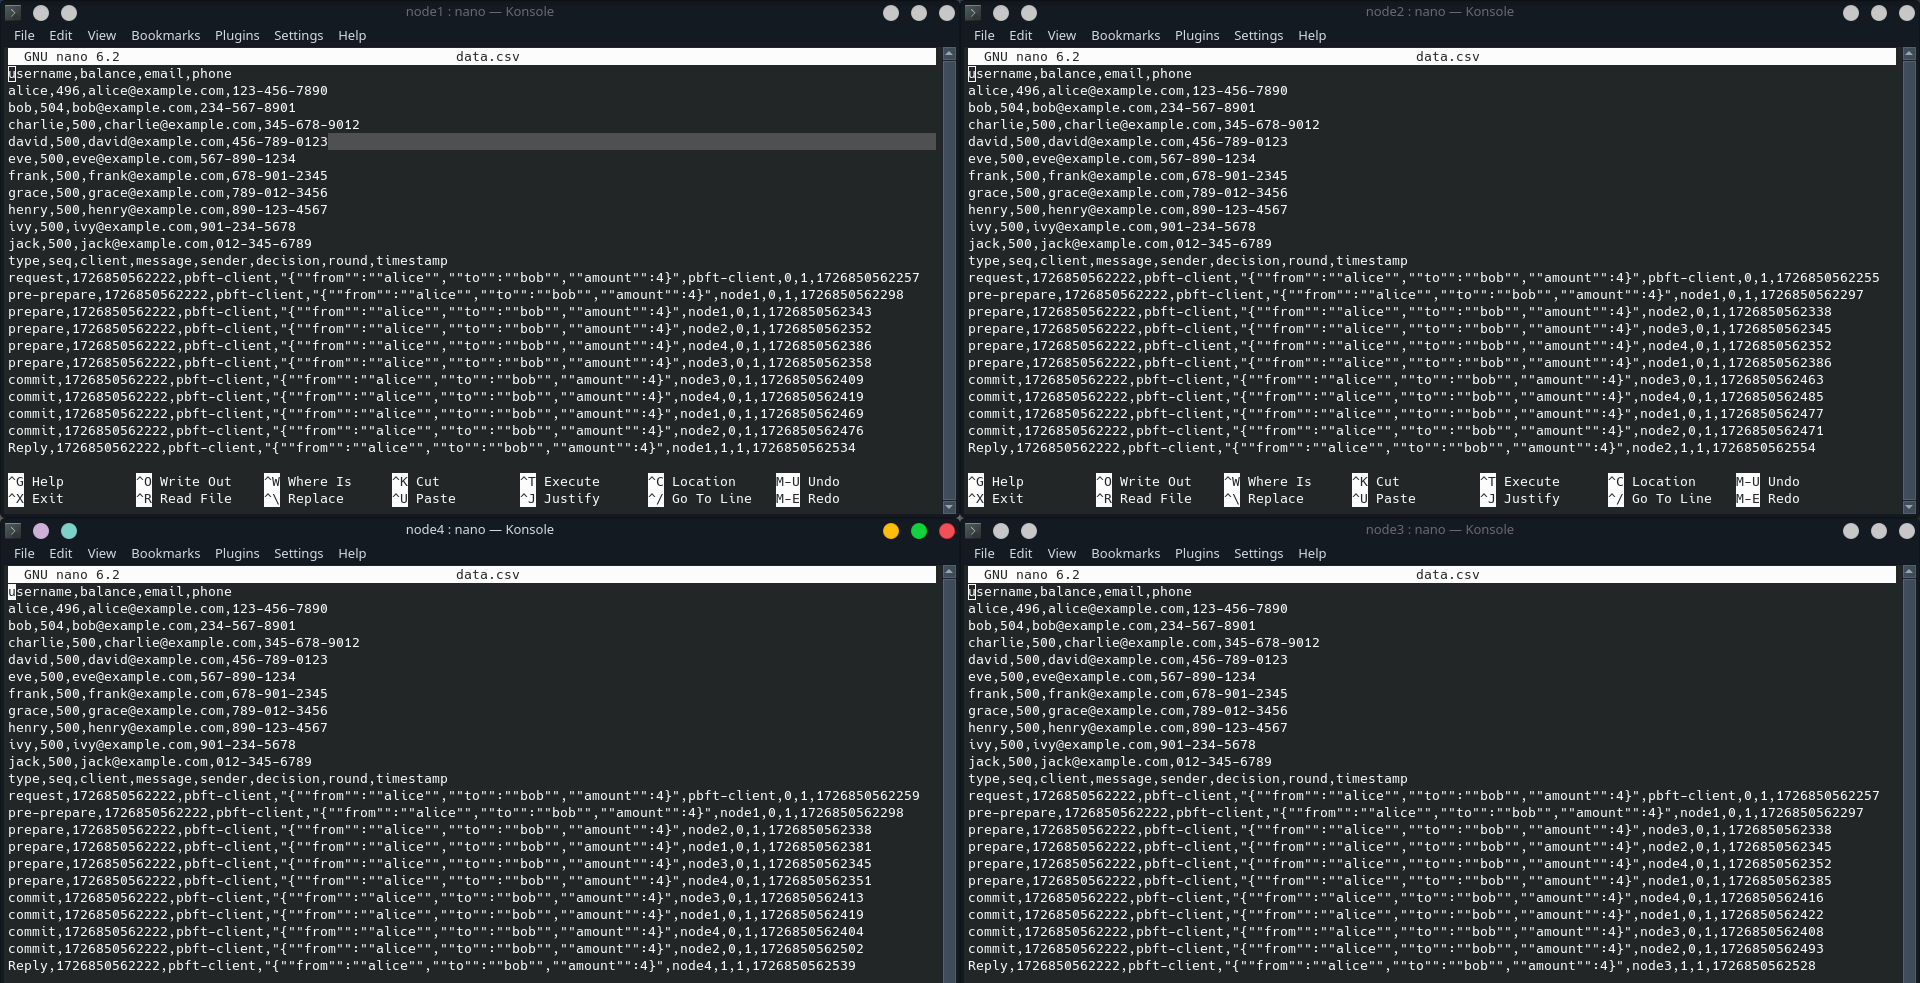 node1 : nano — Konsole
File Edit View Bookmarks Plugins Settings Help
GNU nano 6.2 data.csv
username,balance,email,phone
alice,496,alice@example.com,123-456-7890
bob,504,bob@example.com,234-567-8901
charlie,500,charlie@example.com,345-678-9012
david,500,david@example.com,456-789-0123
eve,500,eve@example.com,567-890-1234
frank,500,frank@example.com,678-901-2345
grace,500,grace@example.com,789-012-3456
henry,500,henry@example.com,890-123-4567
ivy,500,ivy@example.com,901-234-5678
jack,500,jack@example.com,012-345-6789
type,seq,client,message,sender,decision,round,timestamp
request,1726850562222,pbft-client,"{""from"":""alice"",""to"":""bob"",""amount"":4}",pbft-client,0,1,1726850562257
pre-prepare,1726850562222,pbft-client,"{""from"":""alice"",""to"":""bob"",""amount"":4}",node1,0,1,1726850562298
prepare,1726850562222,pbft-client,"{""from"":""alice"",""to"":""bob"",""amount"":4}",node1,0,1,1726850562343
prepare,1726850562222,pbft-client,"{""from"":""alice"",""to"":""bob"",""amount"":4}",node2,0,1,1726850562352
prepare,1726850562222,pbft-client,"{""from"":""alice"",""to"":""bob"",""amount"":4}",node4,0,1,1726850562386
prepare,1726850562222,pbft-client,"{""from"":""alice"",""to"":""bob"",""amount"":4}",node3,0,1,1726850562358
commit,1726850562222,pbft-client,"{""from"":""alice"",""to"":""bob"",""amount"":4}",node3,0,1,1726850562409
commit,1726850562222,pbft-client,"{""from"":""alice"",""to"":""bob"",""amount"":4}",node4,0,1,1726850562419
commit,1726850562222,pbft-client,"{""from"":""alice"",""to"":""bob"",""amount"":4}",node1,0,1,1726850562469
commit,1726850562222,pbft-client,"{""from"":""alice"",""to"":""bob"",""amount"":4}",node2,0,1,1726850562476
Reply,1726850562222,pbft-client,"{""from"":""alice"",""to"":""bob"",""amount"":4}",node1,1,1,1726850562534
^G Help ^O Write Out ^W Where Is ^K Cut ^T Execute ^C Location M-U Undo
^X Exit ^R Read File ^\ Replace ^U Paste ^J Justify ^/ Go To Line M-E Redo
node2 : nano — Konsole
File Edit View Bookmarks Plugins Settings Help
GNU nano 6.2 data.csv
username,balance,email,phone
alice,496,alice@example.com,123-456-7890
bob,504,bob@example.com,234-567-8901
charlie,500,charlie@example.com,345-678-9012
david,500,david@example.com,456-789-0123
eve,500,eve@example.com,567-890-1234
frank,500,frank@example.com,678-901-2345
grace,500,grace@example.com,789-012-3456
henry,500,henry@example.com,890-123-4567
ivy,500,ivy@example.com,901-234-5678
jack,500,jack@example.com,012-345-6789
type,seq,client,message,sender,decision,round,timestamp
request,1726850562222,pbft-client,"{""from"":""alice"",""to"":""bob"",""amount"":4}",pbft-client,0,1,1726850562255
pre-prepare,1726850562222,pbft-client,"{""from"":""alice"",""to"":""bob"",""amount"":4}",node1,0,1,1726850562297
prepare,1726850562222,pbft-client,"{""from"":""alice"",""to"":""bob"",""amount"":4}",node2,0,1,1726850562338
prepare,1726850562222,pbft-client,"{""from"":""alice"",""to"":""bob"",""amount"":4}",node3,0,1,1726850562345
prepare,1726850562222,pbft-client,"{""from"":""alice"",""to"":""bob"",""amount"":4}",node4,0,1,1726850562352
prepare,1726850562222,pbft-client,"{""from"":""alice"",""to"":""bob"",""amount"":4}",node1,0,1,1726850562386
commit,1726850562222,pbft-client,"{""from"":""alice"",""to"":""bob"",""amount"":4}",node3,0,1,1726850562463
commit,1726850562222,pbft-client,"{""from"":""alice"",""to"":""bob"",""amount"":4}",node4,0,1,1726850562485
commit,1726850562222,pbft-client,"{""from"":""alice"",""to"":""bob"",""amount"":4}",node1,0,1,1726850562477
commit,1726850562222,pbft-client,"{""from"":""alice"",""to"":""bob"",""amount"":4}",node2,0,1,1726850562471
Reply,1726850562222,pbft-client,"{""from"":""alice"",""to"":""bob"",""amount"":4}",node2,1,1,1726850562554
^G Help ^O Write Out ^W Where Is ^K Cut ^T Execute ^C Location M-U Undo
^X Exit ^R Read File ^\ Replace ^U Paste ^J Justify ^/ Go To Line M-E Redo
node4 : nano — Konsole
File Edit View Bookmarks Plugins Settings Help
GNU nano 6.2 data.csv
username,balance,email,phone
alice,496,alice@example.com,123-456-7890
bob,504,bob@example.com,234-567-8901
charlie,500,charlie@example.com,345-678-9012
david,500,david@example.com,456-789-0123
eve,500,eve@example.com,567-890-1234
frank,500,frank@example.com,678-901-2345
grace,500,grace@example.com,789-012-3456
henry,500,henry@example.com,890-123-4567
ivy,500,ivy@example.com,901-234-5678
jack,500,jack@example.com,012-345-6789
type,seq,client,message,sender,decision,round,timestamp
request,1726850562222,pbft-client,"{""from"":""alice"",""to"":""bob"",""amount"":4}",pbft-client,0,1,1726850562259
pre-prepare,1726850562222,pbft-client,"{""from"":""alice"",""to"":""bob"",""amount"":4}",node1,0,1,1726850562298
prepare,1726850562222,pbft-client,"{""from"":""alice"",""to"":""bob"",""amount"":4}",node2,0,1,1726850562338
prepare,1726850562222,pbft-client,"{""from"":""alice"",""to"":""bob"",""amount"":4}",node1,0,1,1726850562381
prepare,1726850562222,pbft-client,"{""from"":""alice"",""to"":""bob"",""amount"":4}",node3,0,1,1726850562345
prepare,1726850562222,pbft-client,"{""from"":""alice"",""to"":""bob"",""amount"":4}",node4,0,1,1726850562351
commit,1726850562222,pbft-client,"{""from"":""alice"",""to"":""bob"",""amount"":4}",node3,0,1,1726850562413
commit,1726850562222,pbft-client,"{""from"":""alice"",""to"":""bob"",""amount"":4}",node1,0,1,1726850562419
commit,1726850562222,pbft-client,"{""from"":""alice"",""to"":""bob"",""amount"":4}",node4,0,1,1726850562404
commit,1726850562222,pbft-client,"{""from"":""alice"",""to"":""bob"",""amount"":4}",node2,0,1,1726850562502
Reply,1726850562222,pbft-client,"{""from"":""alice"",""to"":""bob"",""amount"":4}",node4,1,1,1726850562539
node3 : nano — Konsole
File Edit View Bookmarks Plugins Settings Help
GNU nano 6.2 data.csv
username,balance,email,phone
alice,496,alice@example.com,123-456-7890
bob,504,bob@example.com,234-567-8901
charlie,500,charlie@example.com,345-678-9012
david,500,david@example.com,456-789-0123
eve,500,eve@example.com,567-890-1234
frank,500,frank@example.com,678-901-2345
grace,500,grace@example.com,789-012-3456
henry,500,henry@example.com,890-123-4567
ivy,500,ivy@example.com,901-234-5678
jack,500,jack@example.com,012-345-6789
type,seq,client,message,sender,decision,round,timestamp
request,1726850562222,pbft-client,"{""from"":""alice"",""to"":""bob"",""amount"":4}",pbft-client,0,1,1726850562257
pre-prepare,1726850562222,pbft-client,"{""from"":""alice"",""to"":""bob"",""amount"":4}",node1,0,1,1726850562297
prepare,1726850562222,pbft-client,"{""from"":""alice"",""to"":""bob"",""amount"":4}",node3,0,1,1726850562338
prepare,1726850562222,pbft-client,"{""from"":""alice"",""to"":""bob"",""amount"":4}",node2,0,1,1726850562345
prepare,1726850562222,pbft-client,"{""from"":""alice"",""to"":""bob"",""amount"":4}",node4,0,1,1726850562352
prepare,1726850562222,pbft-client,"{""from"":""alice"",""to"":""bob"",""amount"":4}",node1,0,1,1726850562385
commit,1726850562222,pbft-client,"{""from"":""alice"",""to"":""bob"",""amount"":4}",node4,0,1,1726850562416
commit,1726850562222,pbft-client,"{""from"":""alice"",""to"":""bob"",""amount"":4}",node1,0,1,1726850562422
commit,1726850562222,pbft-client,"{""from"":""alice"",""to"":""bob"",""amount"":4}",node3,0,1,1726850562408
commit,1726850562222,pbft-client,"{""from"":""alice"",""to"":""bob"",""amount"":4}",node2,0,1,1726850562493
Reply,1726850562222,pbft-client,"{""from"":""alice"",""to"":""bob"",""amount"":4}",node3,1,1,1726850562528